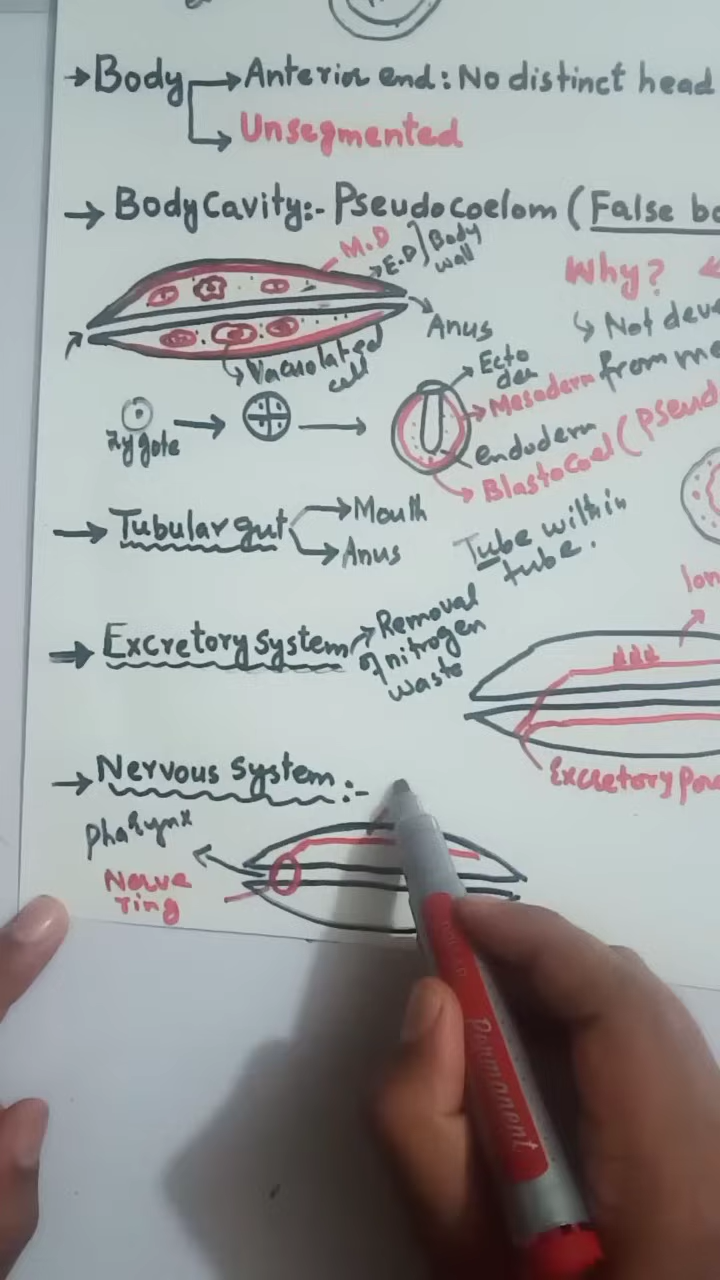 → Body → Anterior end: No distinct head
→ Unsegmented
→ Body Cavity:- Pseudocoelom (False bo
M.D
→ E.D } Body wall
Why?
Anus
↳ Not deve
Vacuolated cell
from me
Ecto der
→ Mesoderm
endoderm
Blastocoel (pseud
zygote
→ Tubular gut → Mouth
→ Anus
Tube within tube.
→ Excretory system → Removal of nitrogen waste
lon
Excretory pore
→ Nervous system:-
Pharynx
Nerve ring
Permanent